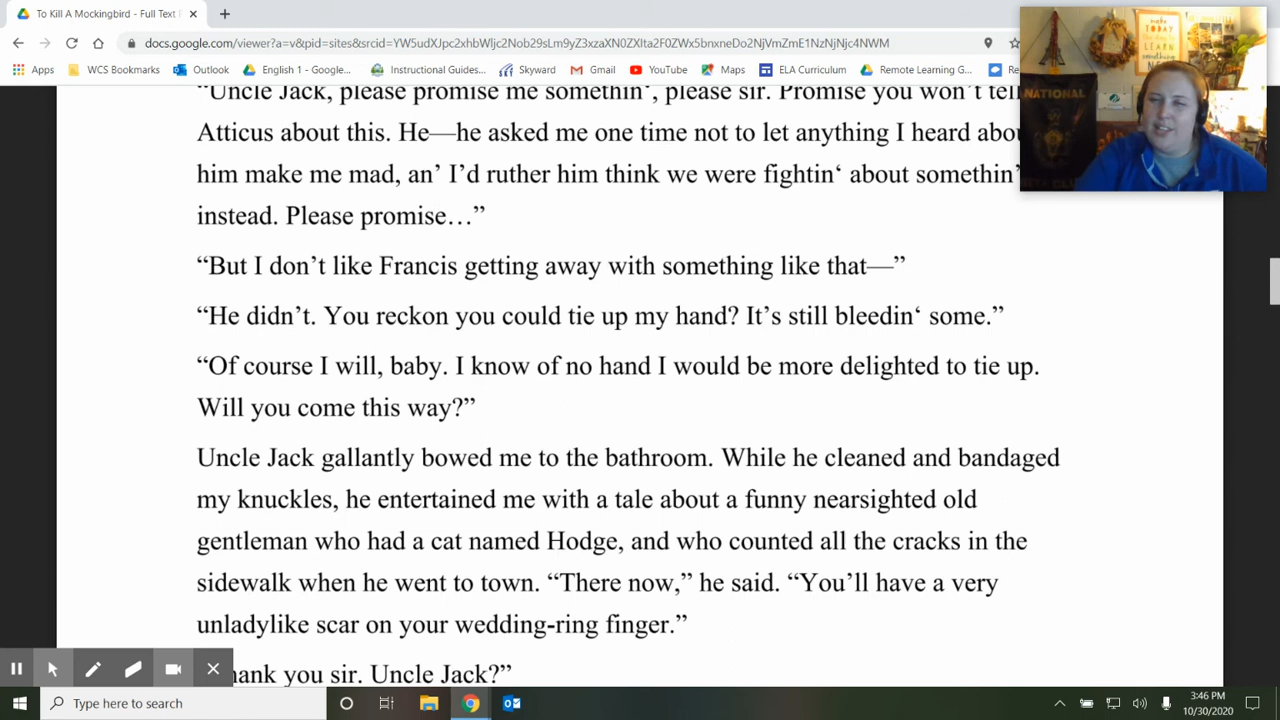 To Kill A Mockingbird - Full Text
docs.google.com/viewer?a=v&pid=sites&srcid=YW5udXJpc2xhbWljc2Nob29sLm9yZ3xzaXN0ZXIta2F0ZWx5bnxneDo2NjVmZmE1NzNjNjc4NWM
Apps WCS Bookmarks Outlook English 1 - Google... Instructional Guides... Skyward Gmail YouTube Maps ELA Curriculum Remote Learning G... Re
TODAY
LEARN
NATIONAL
“Uncle Jack, please promise me somethin‘, please sir. Promise you won’t tell
Atticus about this. He—he asked me one time not to let anything I heard abou
him make me mad, an’ I’d ruther him think we were fightin‘ about somethin’
instead. Please promise…”
“But I don’t like Francis getting away with something like that—”
“He didn’t. You reckon you could tie up my hand? It’s still bleedin‘ some.”
“Of course I will, baby. I know of no hand I would be more delighted to tie up.
Will you come this way?”
Uncle Jack gallantly bowed me to the bathroom. While he cleaned and bandaged
my knuckles, he entertained me with a tale about a funny nearsighted old
gentleman who had a cat named Hodge, and who counted all the cracks in the
sidewalk when he went to town. “There now,” he said. “You’ll have a very
unladylike scar on your wedding-ring finger.”
hank you sir. Uncle Jack?”
Type here to search
3:46 PM
10/30/2020